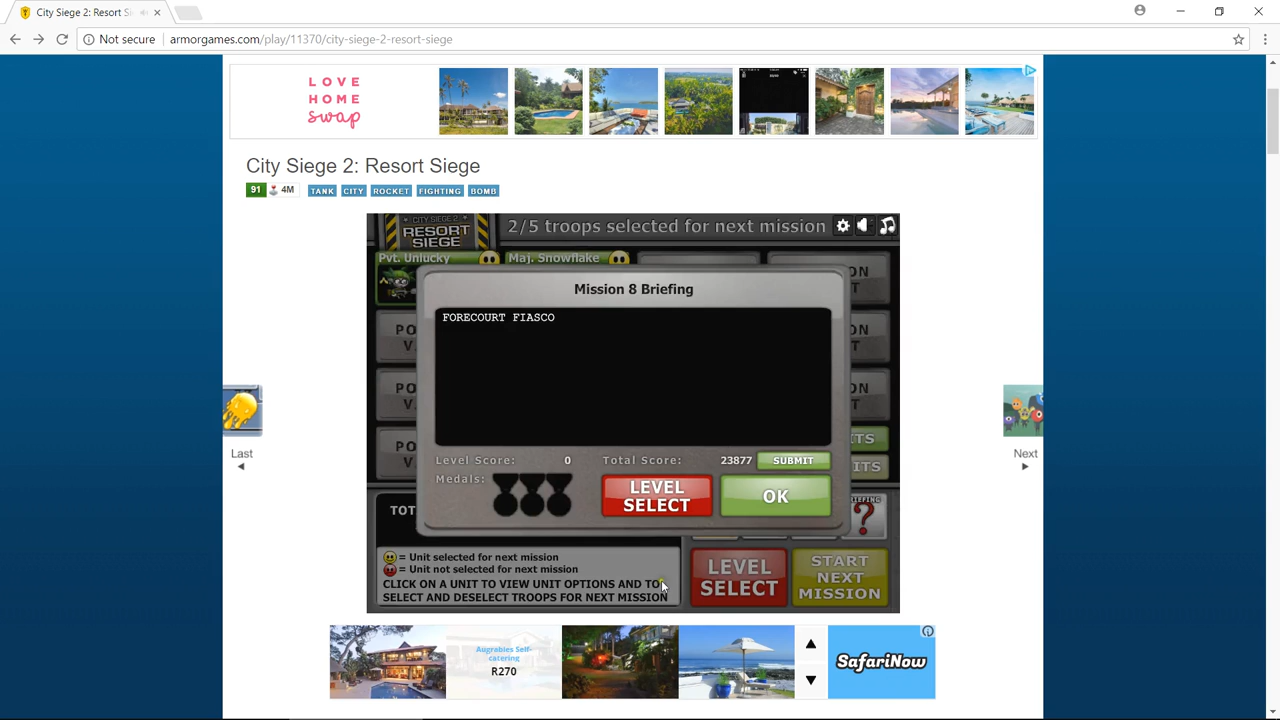 City Siege 2: Resort Si
Not secure
armorgames.com/play/11370/city-siege-2-resort-siege
LOVE
HOME
swap
City Siege 2: Resort Siege
91 4M TANK CITY ROCKET FIGHTING BOMB
CITY SIEGE 2
RESORT
SIEGE
2/5 troops selected for next mission
Pvt. Unlucky
Maj. Snowflake
Mission 8 Briefing
FORECOURT FIASCO
Level Score: 0
Total Score: 23877
SUBMIT
Medals:
LEVEL
SELECT
OK
= Unit selected for next mission
= Unit not selected for next mission
CLICK ON A UNIT TO VIEW UNIT OPTIONS AND TO
SELECT AND DESELECT TROOPS FOR NEXT MISSION
LEVEL
SELECT
START
NEXT
MISSION
Last
Next
Augrabies Self-
catering
R270
SafariNow